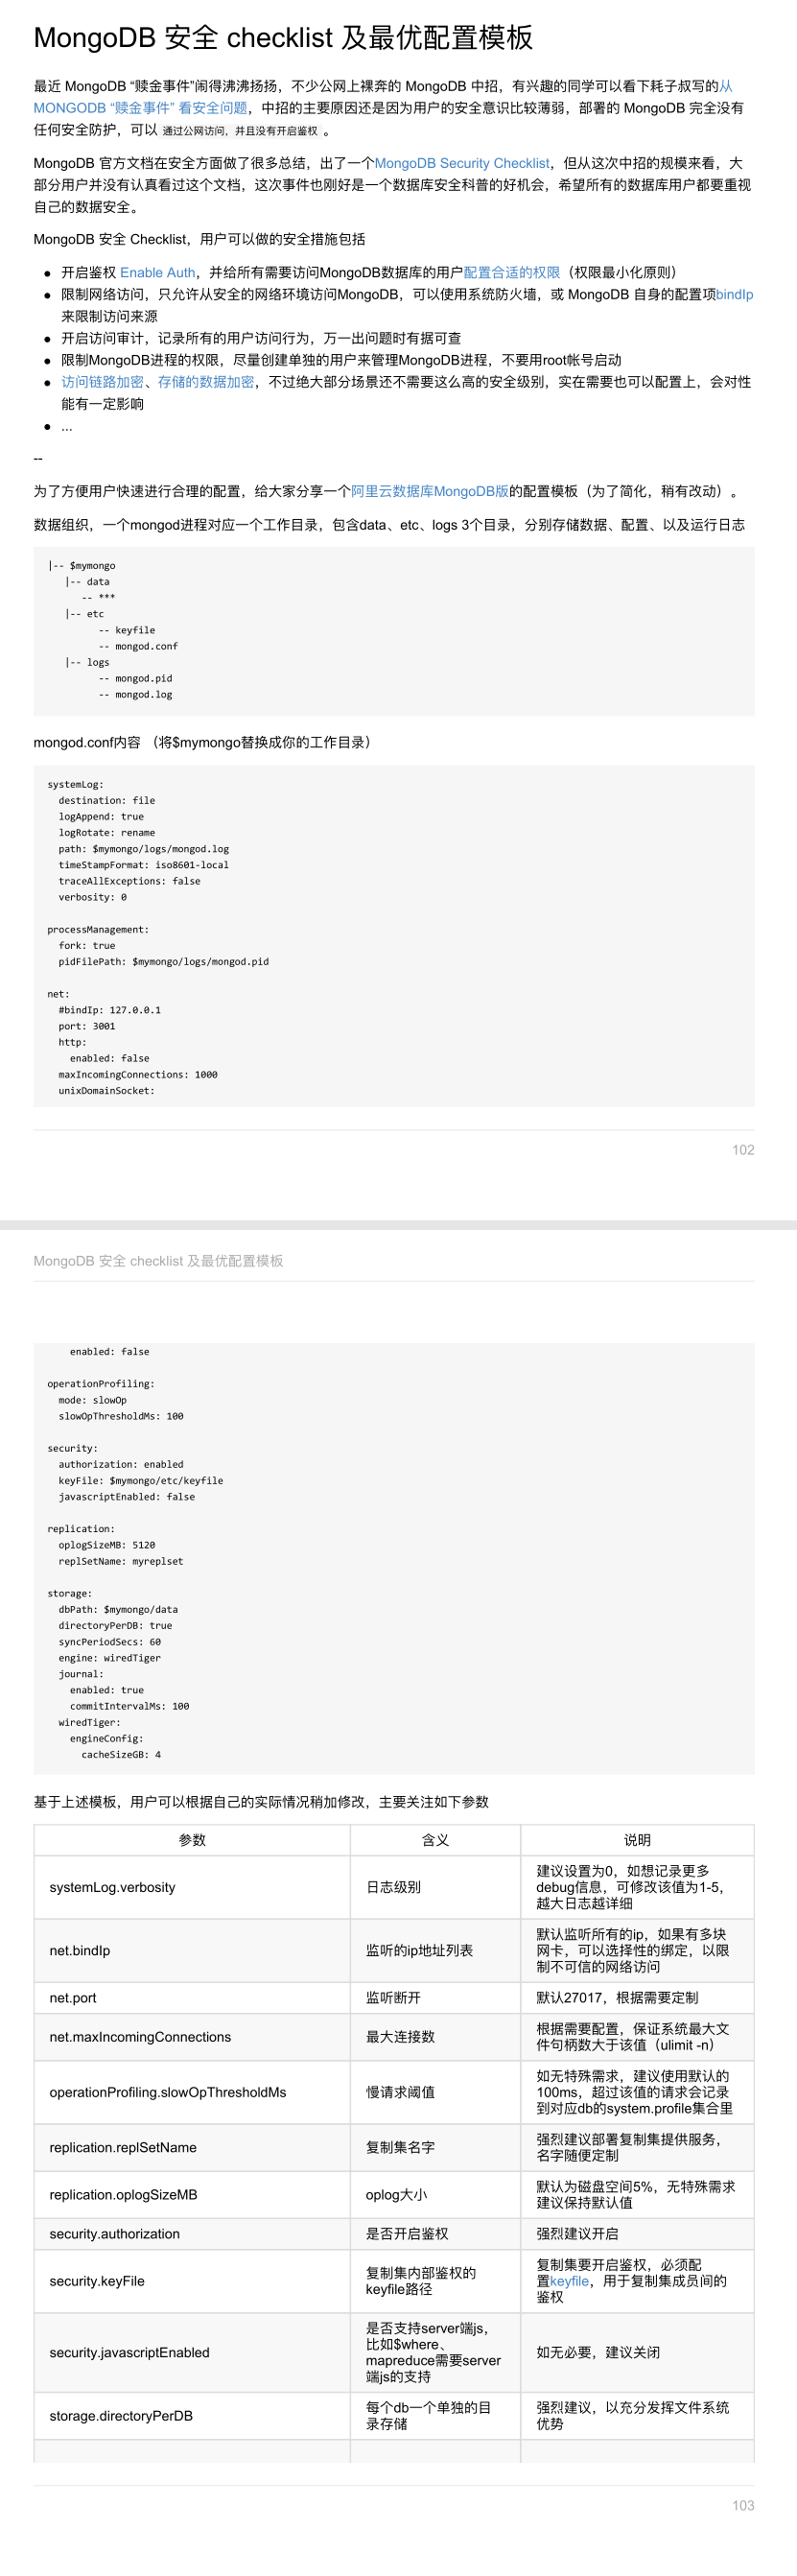 MongoDB 安全 checklist 及最优配置模板
最近 MongoDB “赎金事件”闹得沸沸扬扬，不少公网上裸奔的 MongoDB 中招，有兴趣的同学可以看下耗子叔写的从
MONGODB “赎金事件” 看安全问题，中招的主要原因还是因为用户的安全意识比较薄弱，部署的 MongoDB 完全没有
任何安全防护，可以 通过公网访问，并且没有开启鉴权 。
MongoDB 官方文档在安全方面做了很多总结，出了一个MongoDB Security Checklist，但从这次中招的规模来看，大
部分用户并没有认真看过这个文档，这次事件也刚好是一个数据库安全科普的好机会，希望所有的数据库用户都要重视
自己的数据安全。
MongoDB 安全 Checklist，用户可以做的安全措施包括
● 开启鉴权 Enable Auth，并给所有需要访问MongoDB数据库的用户配置合适的权限（权限最小化原则）
● 限制网络访问，只允许从安全的网络环境访问MongoDB，可以使用系统防火墙，或 MongoDB 自身的配置项bindIp
来限制访问来源
● 开启访问审计，记录所有的用户访问行为，万一出问题时有据可查
● 限制MongoDB进程的权限，尽量创建单独的用户来管理MongoDB进程，不要用root帐号启动
● 访问链路加密、存储的数据加密，不过绝大部分场景还不需要这么高的安全级别，实在需要也可以配置上，会对性
能有一定影响
● ...
--
为了方便用户快速进行合理的配置，给大家分享一个阿里云数据库MongoDB版的配置模板（为了简化，稍有改动）。
数据组织，一个mongod进程对应一个工作目录，包含data、etc、logs 3个目录，分别存储数据、配置、以及运行日志
|-- $mymongo
|-- data
-- ***
|-- etc
-- keyfile
-- mongod.conf
|-- logs
-- mongod.pid
-- mongod.log
mongod.conf内容 （将$mymongo替换成你的工作目录）
systemLog:
destination: file
logAppend: true
logRotate: rename
path: $mymongo/logs/mongod.log
timeStampFormat: iso8601-local
traceAllExceptions: false
verbosity: 0
processManagement:
fork: true
pidFilePath: $mymongo/logs/mongod.pid
net:
#bindIp: 127.0.0.1
port: 3001
http:
enabled: false
maxIncomingConnections: 1000
unixDomainSocket:
102
MongoDB 安全 checklist 及最优配置模板
enabled: false
operationProfiling:
mode: slowOp
slowOpThresholdMs: 100
security:
authorization: enabled
keyFile: $mymongo/etc/keyfile
javascriptEnabled: false
replication:
oplogSizeMB: 5120
replSetName: myreplset
storage:
dbPath: $mymongo/data
directoryPerDB: true
syncPeriodSecs: 60
engine: wiredTiger
journal:
enabled: true
commitIntervalMs: 100
wiredTiger:
engineConfig:
cacheSizeGB: 4
基于上述模板，用户可以根据自己的实际情况稍加修改，主要关注如下参数
参数 含义 说明
systemLog.verbosity 日志级别 建议设置为0，如想记录更多
debug信息，可修改该值为1-5，
越大日志越详细
net.bindIp 监听的ip地址列表 默认监听所有的ip，如果有多块
网卡，可以选择性的绑定，以限
制不可信的网络访问
net.port 监听断开 默认27017，根据需要定制
net.maxIncomingConnections 最大连接数 根据需要配置，保证系统最大文
件句柄数大于该值（ulimit -n）
operationProfiling.slowOpThresholdMs 慢请求阈值 如无特殊需求，建议使用默认的
100ms，超过该值的请求会记录
到对应db的system.profile集合里
replication.replSetName 复制集名字 强烈建议部署复制集提供服务，
名字随便定制
replication.oplogSizeMB oplog大小 默认为磁盘空间5%，无特殊需求
建议保持默认值
security.authorization 是否开启鉴权 强烈建议开启
security.keyFile 复制集内部鉴权的
keyfile路径 复制集要开启鉴权，必须配
置keyfile，用于复制集成员间的
鉴权
security.javascriptEnabled 是否支持server端js，
比如$where、
mapreduce需要server
端js的支持 如无必要，建议关闭
storage.directoryPerDB 每个db一个单独的目
录存储 强烈建议，以充分发挥文件系统
优势
103